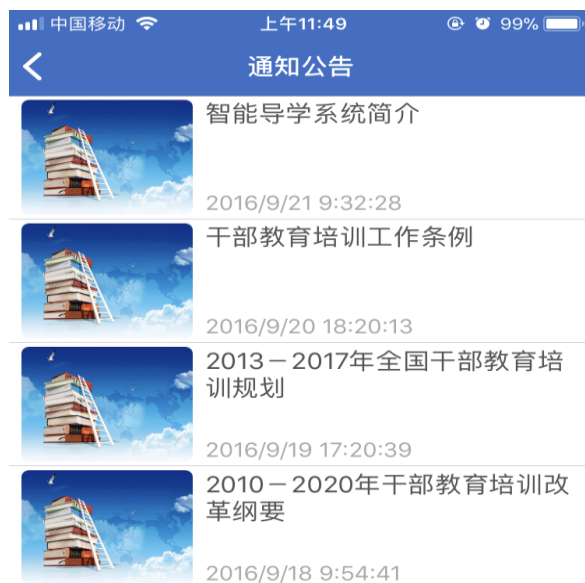 中国移动 上午11:49 99%
通知公告
智能导学系统简介
2016/9/21 9:32:28
干部教育培训工作条例
2016/9/20 18:20:13
2013－2017年全国干部教育培
训规划
2016/9/19 17:20:39
2010－2020年干部教育培训改
革纲要
2016/9/18 9:54:41